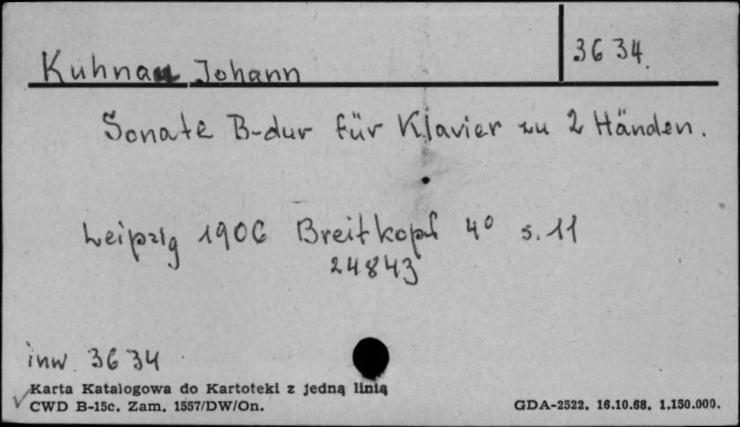 Kuhnau Johann 3634.
Sonate B-dur für Klavier zu 2 Händen.
Leipzig 1906 Breitkopf 4° s. 11
24843
inw 3634
Karta Katalogowa do Kartoteki z jedną linią
CWD B-15c. Zam. 1557/DW/On. GDA-2522. 16.10.68. 1.150.000.